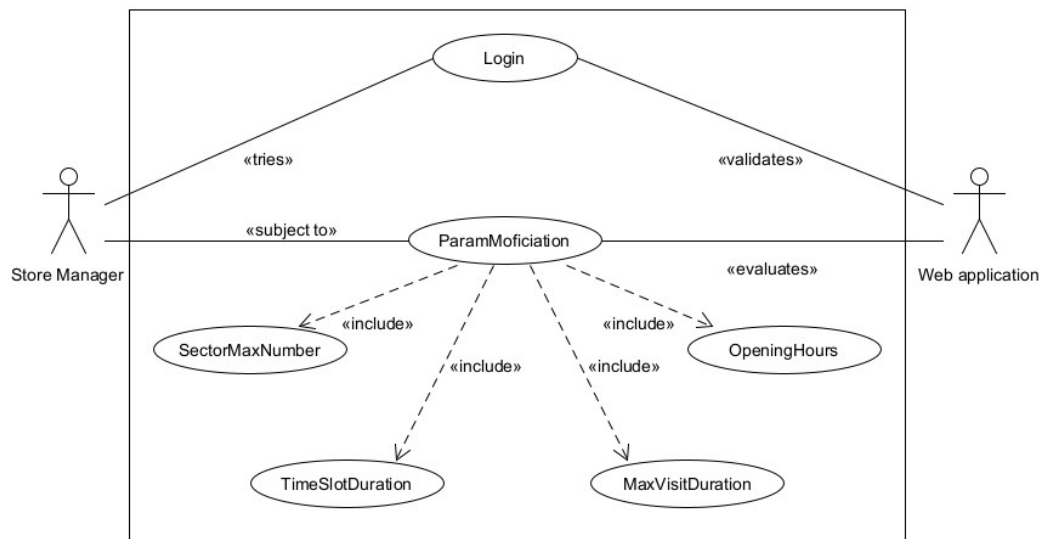 Login
«tries»
«validates»
«subject to»
ParamMoficiation
Store Manager
«evaluates»
Web application
«include»
«include»
SectorMaxNumber
OpeningHours
«include»
«include»
TimeSlotDuration
MaxVisitDuration